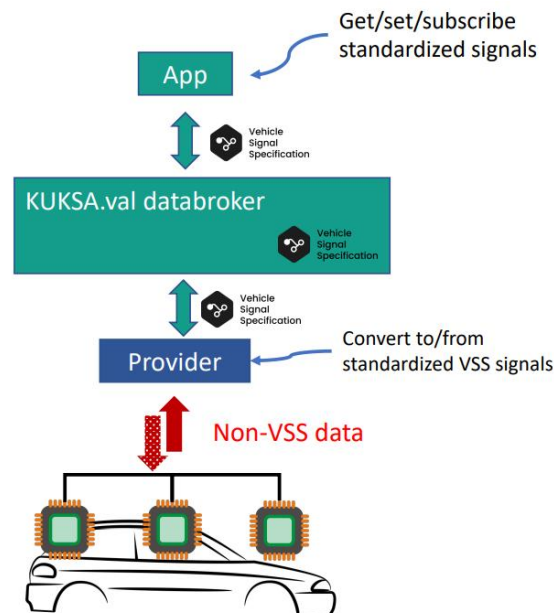 Get/set/subscribe
standardized signals
App
Vehicle
Signal
Specification
KUKSA.val databroker
Vehicle
Signal
Specification
Vehicle
Signal
Specification
Provider
Convert to/from
standardized VSS signals
Non-VSS data